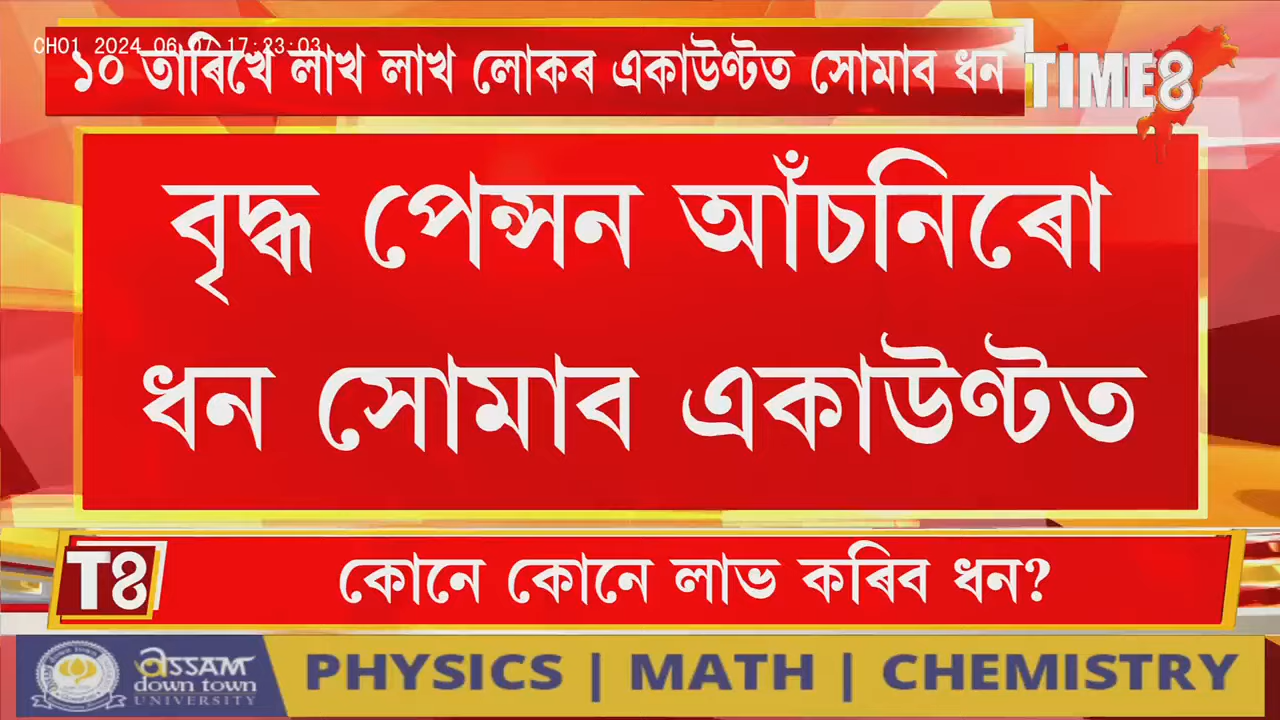 CH01 2024 06 07 17:23:03
১০ তাৰিখে লাখ লাখ লোকৰ একাউণ্টত সোমাব ধন
TIME8
বৃদ্ধ পেন্সন আঁচনিৰো
ধন সোমাব একাউণ্টত
T8
কোনে কোনে লাভ কৰিব ধন?
assam
down town
UNIVERSITY
PHYSICS | MATH | CHEMISTRY